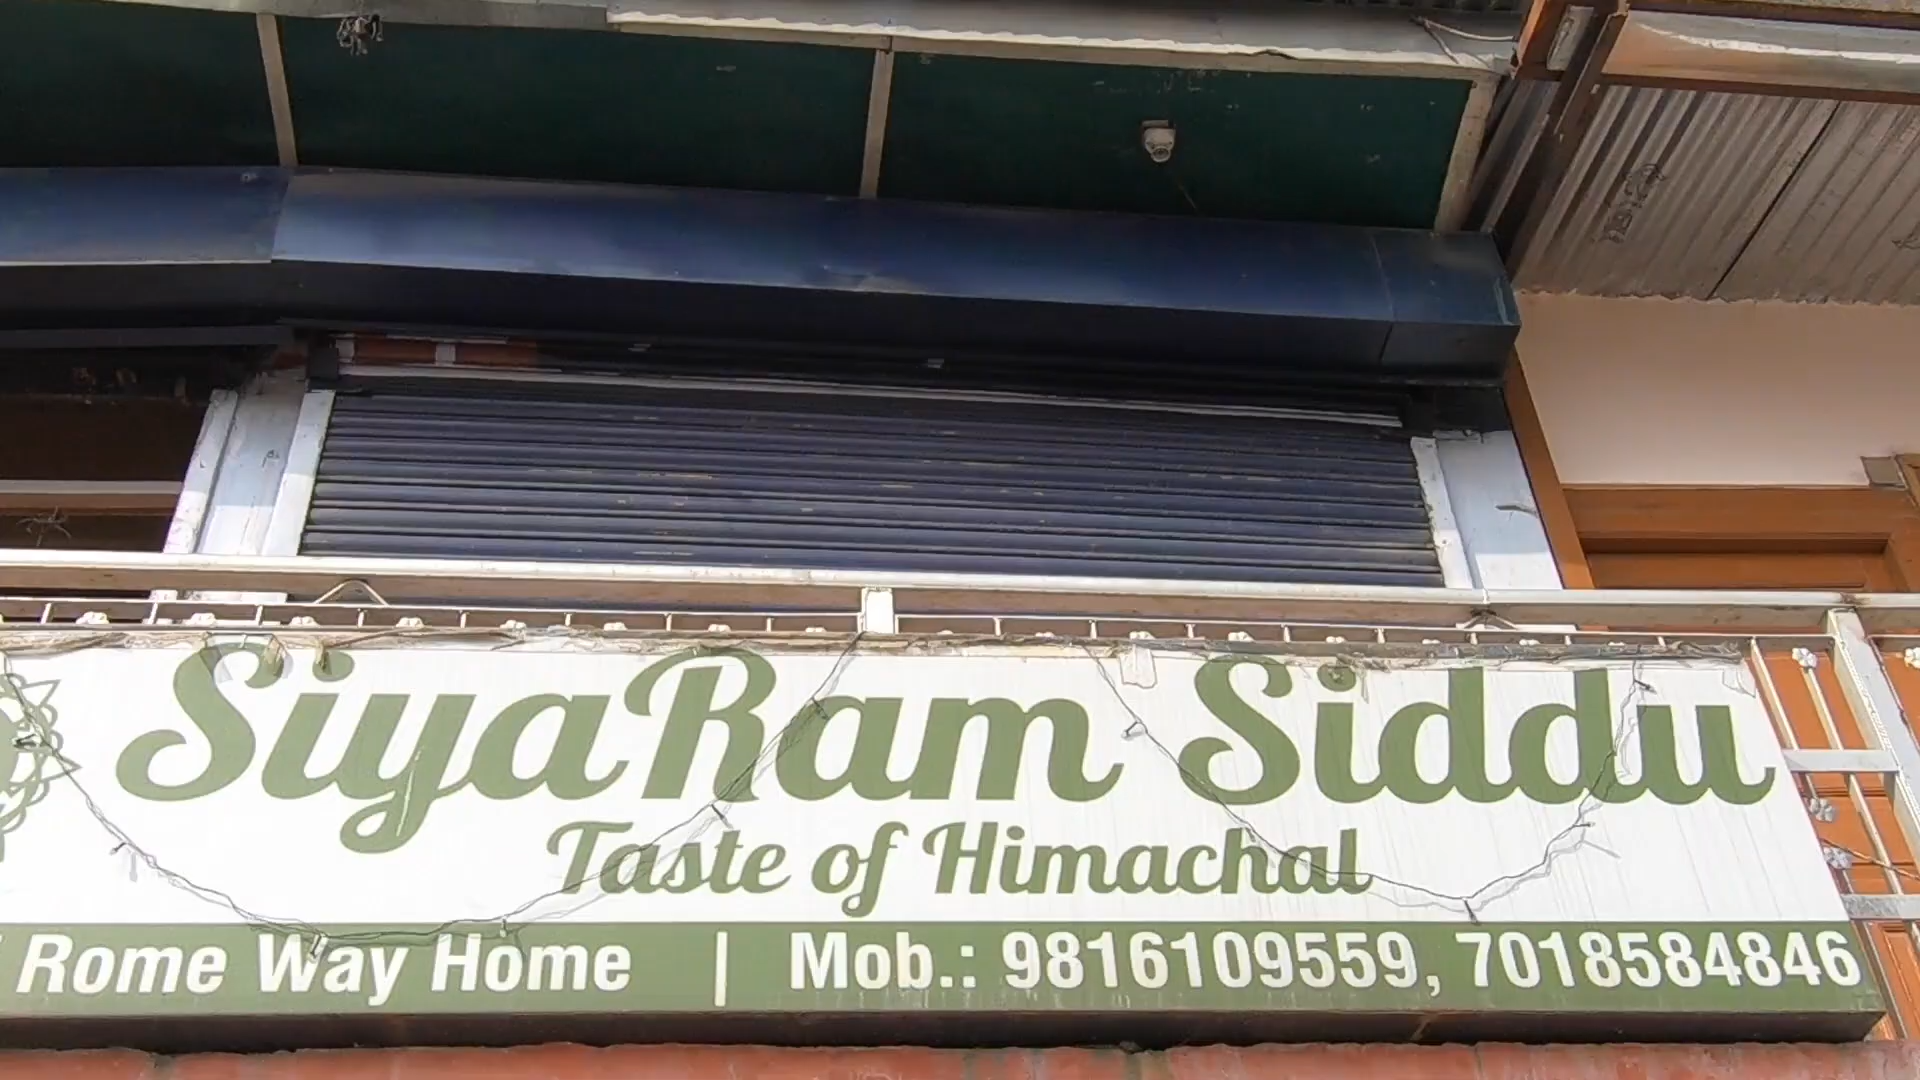 SiyaRam Siddu
Taste of Himachal
Rome Way Home | Mob.: 9816109559, 7018584846